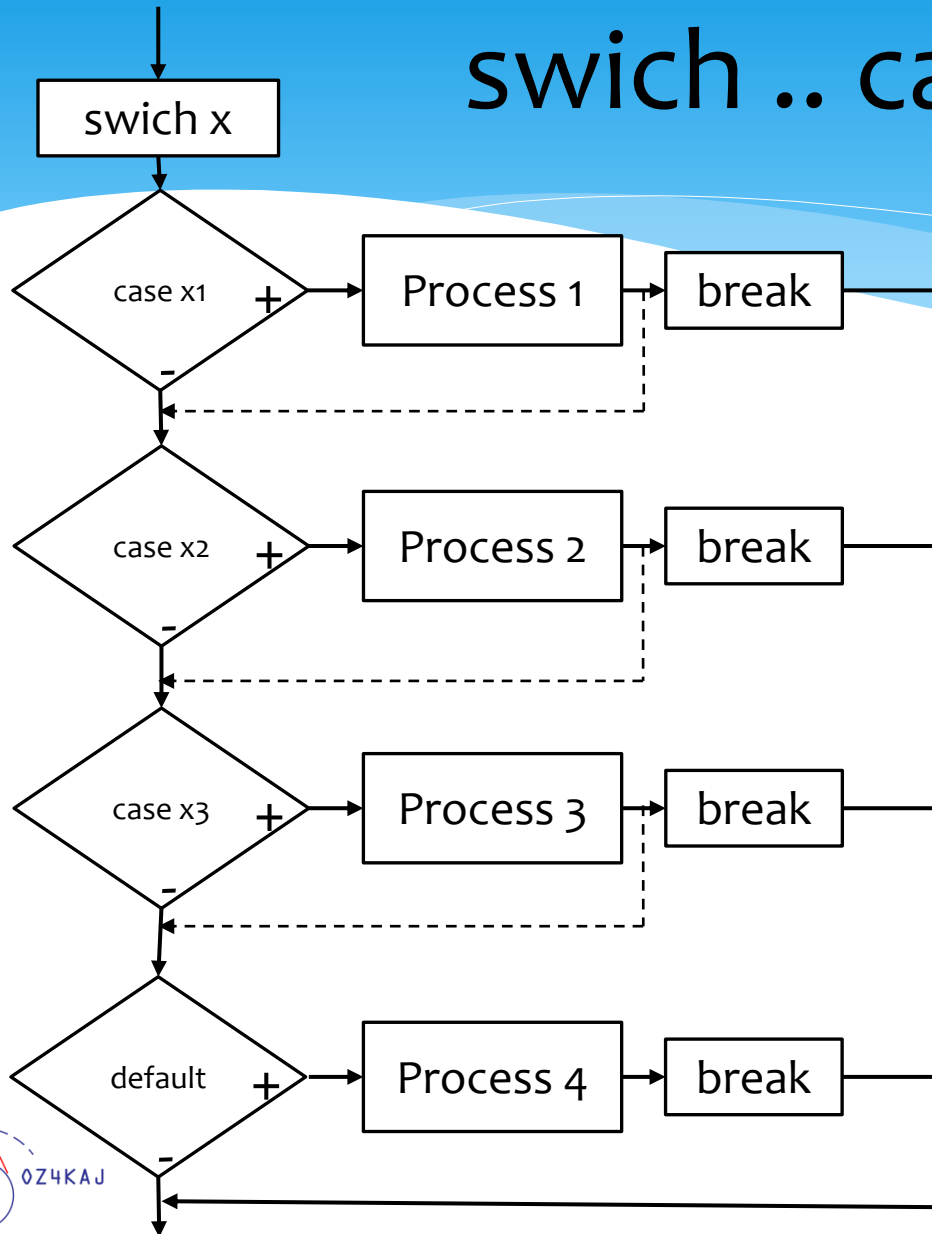 swich .. ca
swich x
case x1 +
-
Process 1
break
case x2 +
-
Process 2
break
case x3 +
-
Process 3
break
default +
-
Process 4
break
OZ4KAJ